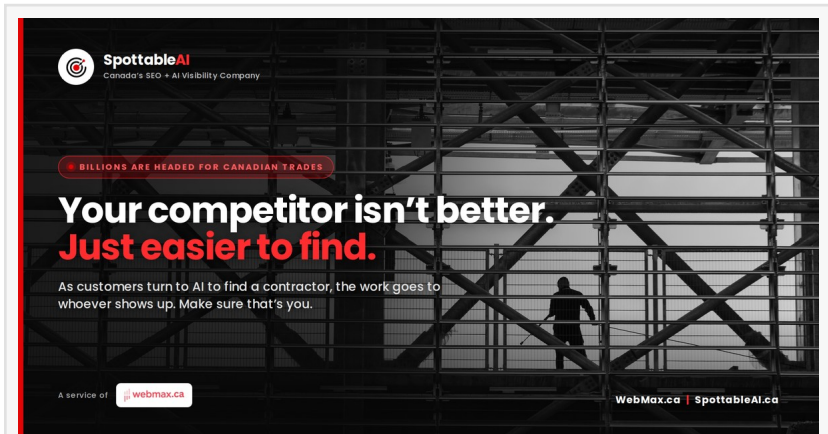 SpottableAI
Canada's SEO + AI Visibility Company
BILLIONS ARE HEADED FOR CANADIAN TRADES
Your competitor isn't better.
Just easier to find.
As customers turn to AI to find a contractor, the work goes to
whoever shows up. Make sure that's you.
A service of webmax.ca
WebMax.ca | SpottableAI.ca